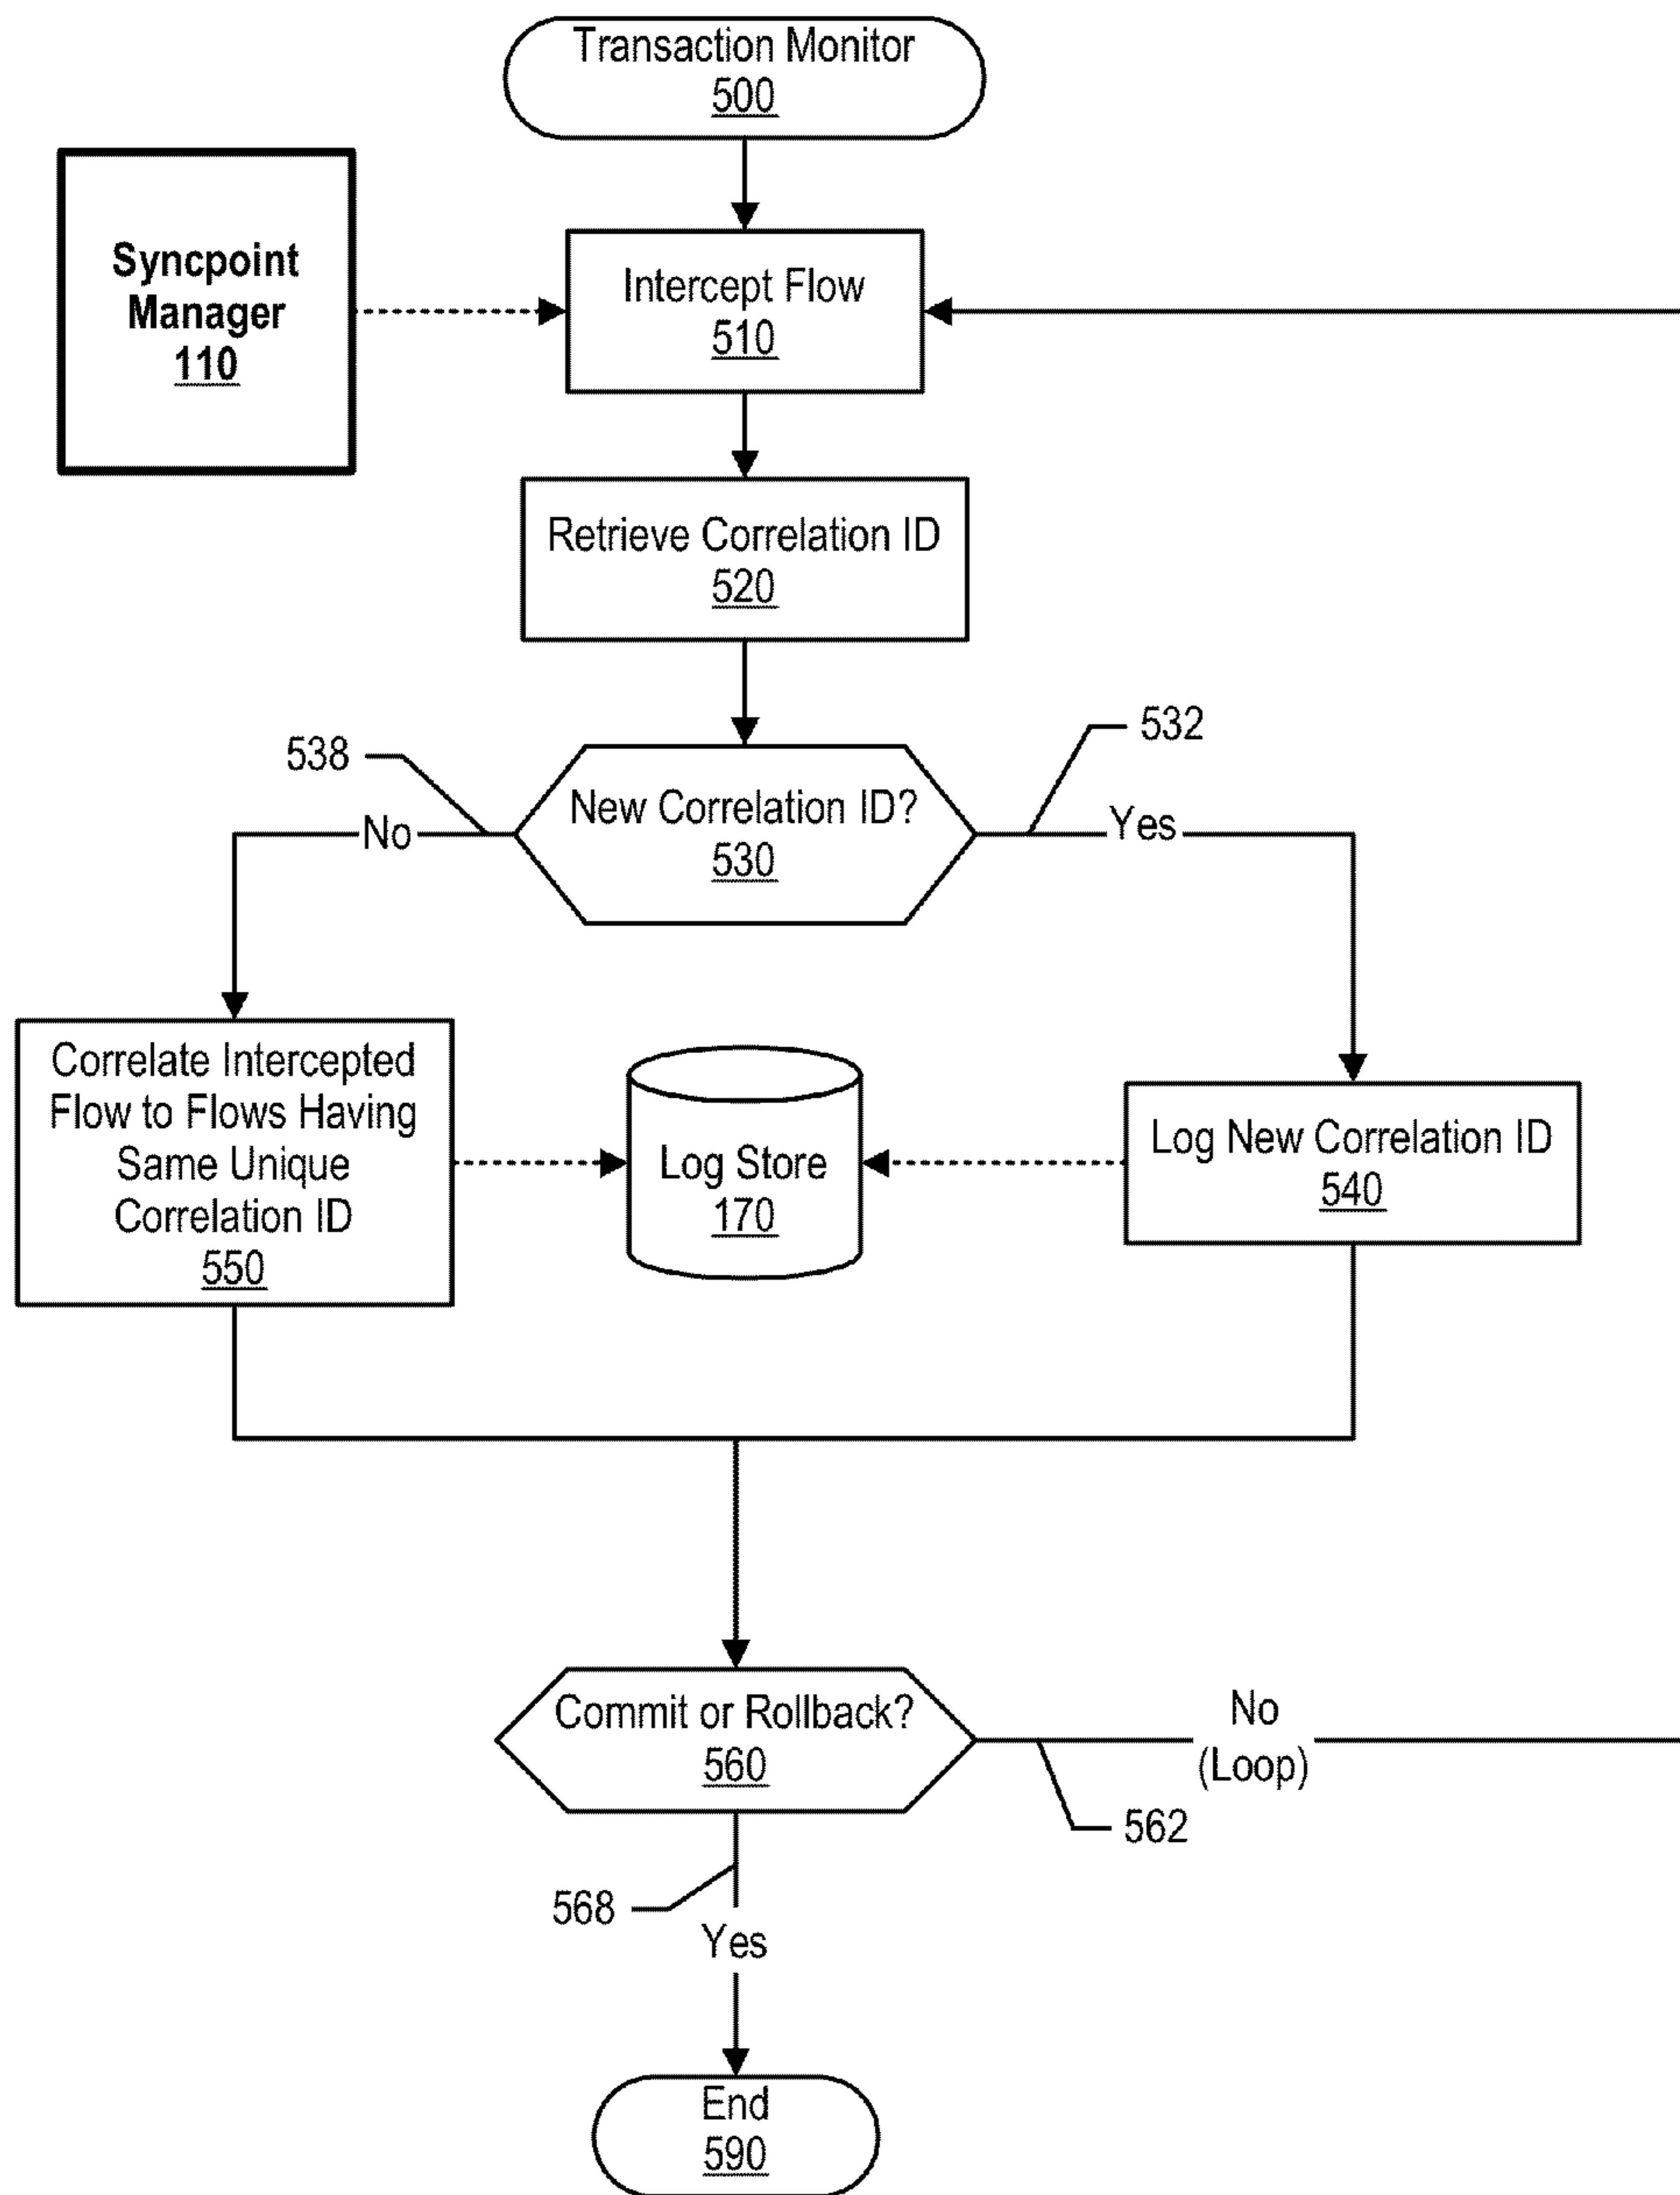 Transaction Monitor
500
Syncpoint
Manager
110
Intercept Flow
510
Retrieve Correlation ID
520
532
538
New Correlation ID?
530
No
Yes
Correlate Intercepted
Flow to Flows Having
Same Unique
Correlation ID
550
Log Store
170
Log New Correlation ID
540
Commit or Rollback?
560
No
(Loop)
562
568
Yes
End
590